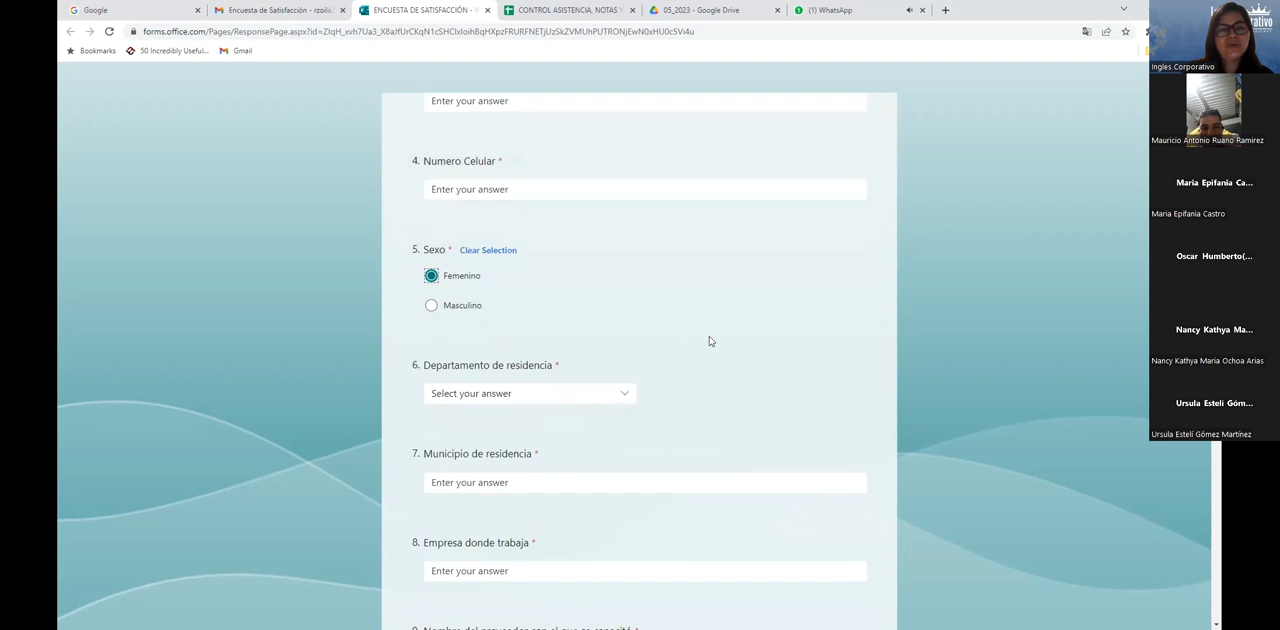 Google
Encuesta de Satisfacción - rzoila.
ENCUESTA DE SATISFACCIÓN - I
CONTROL ASISTENCIA, NOTAS Y
05_2023 - Google Drive
(1) WhatsApp
forms.office.com/Pages/ResponsePage.aspx?id=
Bookmarks
50 Incredibly Useful...
Gmail
Enter your answer
4. Numero Celular *
Enter your answer
5. Sexo * Clear Selection
Femenino
Masculino
6. Departamento de residencia *
Select your answer
7. Municipio de residencia *
Enter your answer
8. Empresa donde trabaja *
Enter your answer
Ingles Corporativo
Mauricio Antonio Ruano Ramirez
Maria Epifania Ca...
Maria Epifania Castro
Oscar Humberto(...
Nancy Kathya Ma...
Nancy Kathya Maria Ochoa Arias
Ursula Estelí Góm...
Ursula Estelí Gómez Martínez